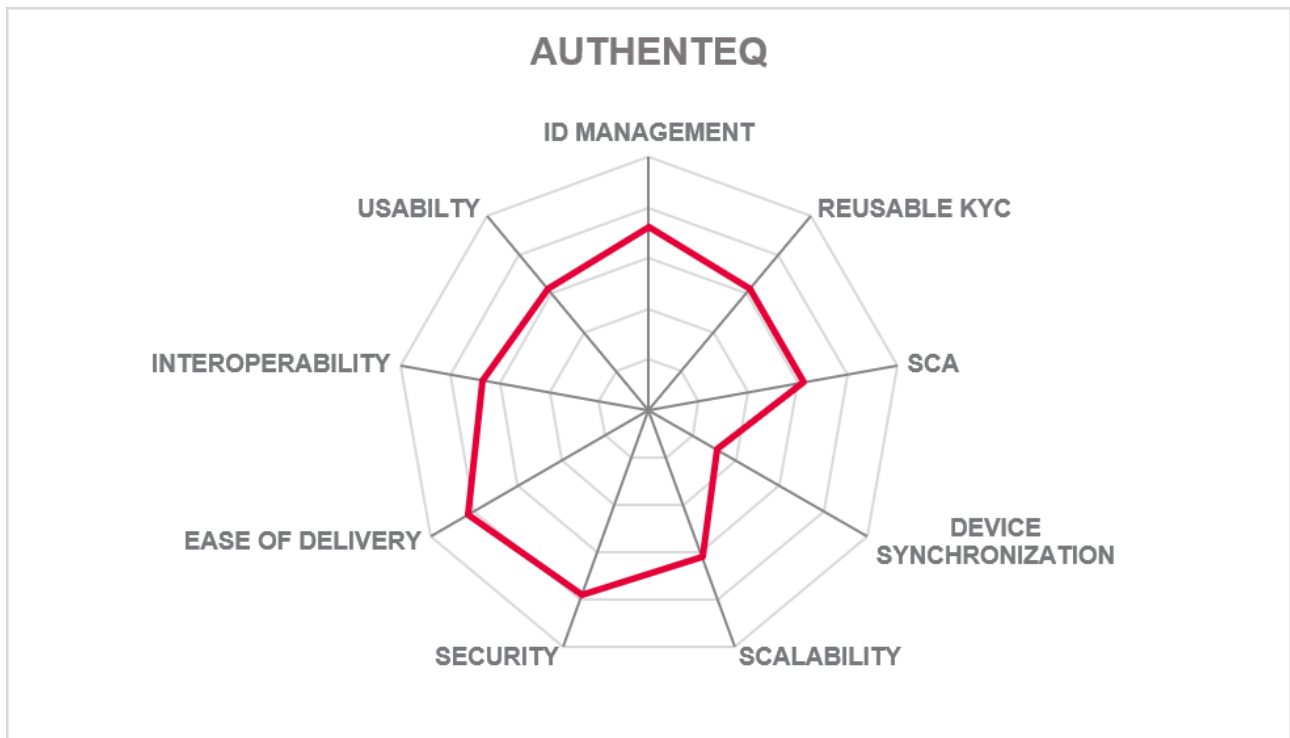 AUTHENTEQ
ID MANAGEMENT
USABILTY
REUSABLE KYC
INTEROPERABILITY
SCA
EASE OF DELIVERY
DEVICE
SYNCHRONIZATION
SECURITY
SCALABILITY